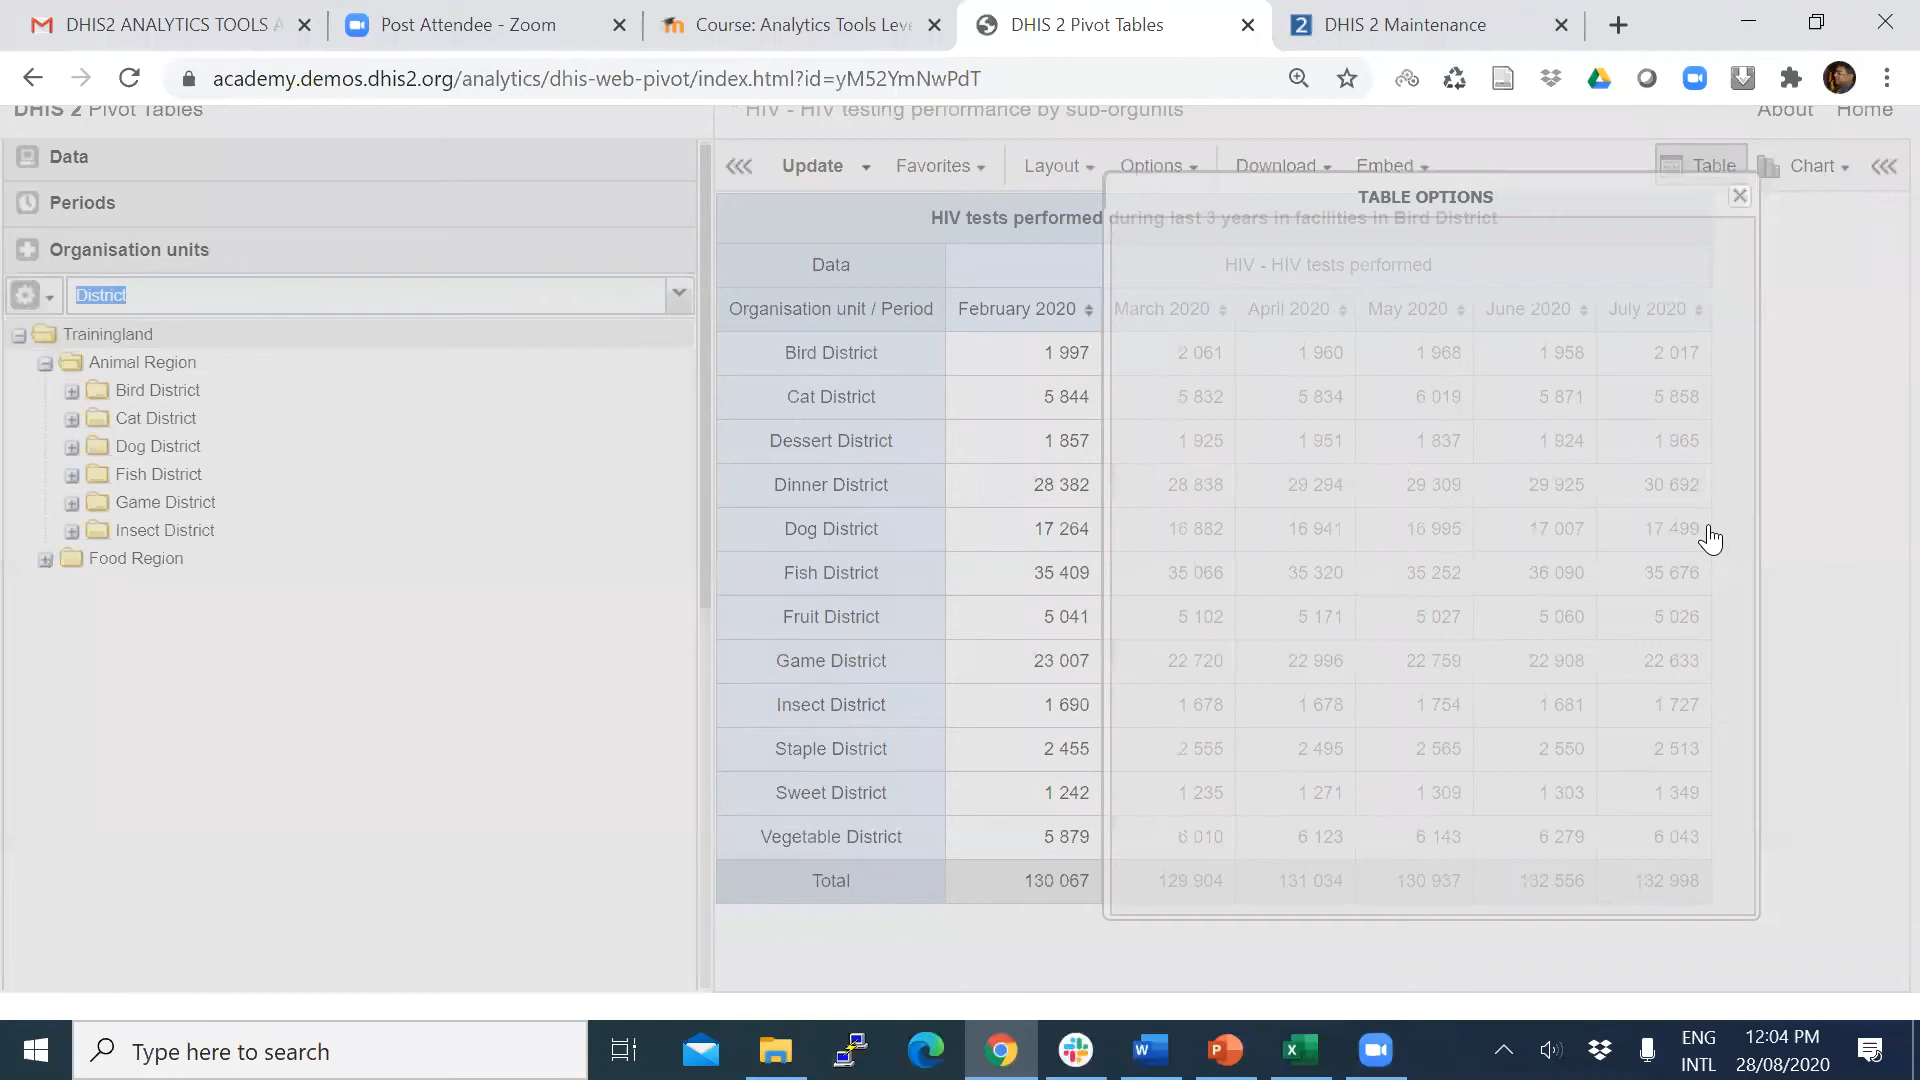 DHIS2 ANALYTICS TOOLS A
Post Attendee - Zoom
Course: Analytics Tools Leve
DHIS 2 Pivot Tables
DHIS 2 Maintenance
academy.demos.dhis2.org/analytics/dhis-web-pivot/index.html?id=yM52YmNwPdT
DHIS 2 Pivot Tables
* HIV - HIV testing performance by sub-orgunits
About Home
Data
Periods
Organisation units
District
Trainingland
Animal Region
Bird District
Cat District
Dog District
Fish District
Game District
Insect District
Food Region
Update Favorites Layout Options Download Embed Table Chart
TABLE OPTIONS
HIV tests performed during last 3 years in facilities in Bird District
Data HIV - HIV tests performed
Organisation unit / Period February 2020 March 2020 April 2020 May 2020 June 2020 July 2020
Bird District 1 997 2 061 1 960 1 968 1 958 2 017
Cat District 5 844 5 832 5 834 6 019 5 871 5 858
Dessert District 1 857 1 925 1 951 1 837 1 924 1 965
Dinner District 28 382 28 838 29 294 29 309 29 925 30 692
Dog District 17 264 16 882 16 941 16 995 17 007 17 499
Fish District 35 409 35 066 35 320 35 252 36 090 35 676
Fruit District 5 041 5 102 5 171 5 027 5 060 5 026
Game District 23 007 22 720 22 996 22 759 22 908 22 633
Insect District 1 690 1 678 1 678 1 754 1 681 1 727
Staple District 2 455 2 555 2 495 2 565 2 550 2 513
Sweet District 1 242 1 235 1 271 1 309 1 303 1 349
Vegetable District 5 879 6 010 6 123 6 143 6 279 6 043
Total 130 067 129 904 131 034 130 937 132 556 132 998
Type here to search
ENG
INTL
12:04 PM
28/08/2020